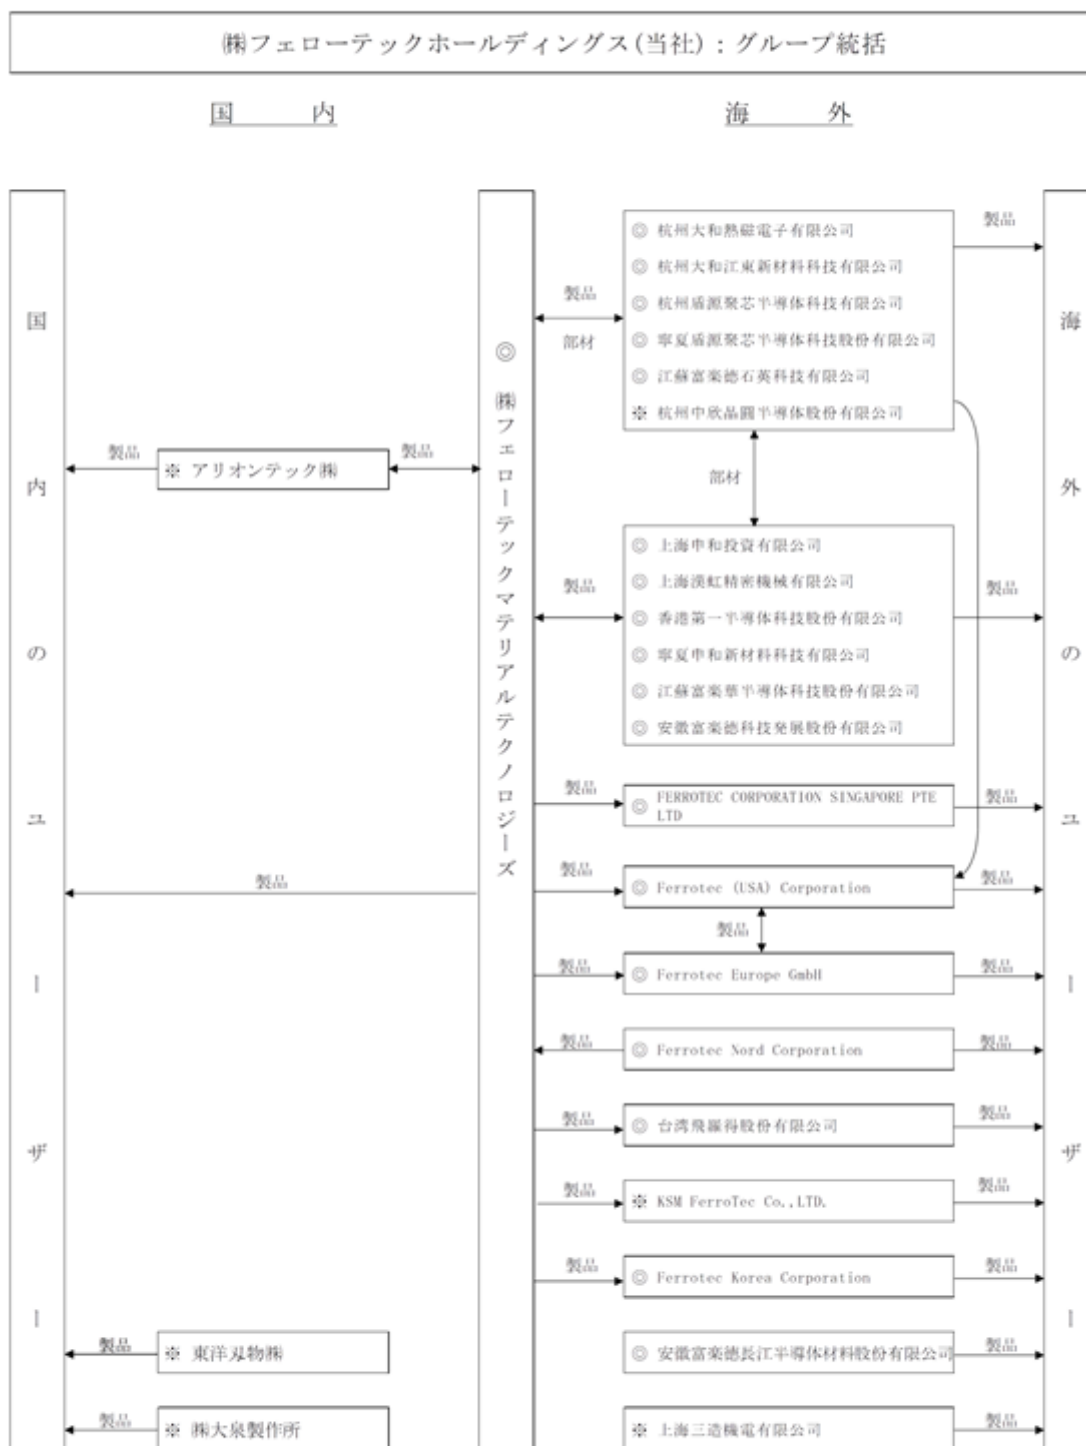 ㈱フェローテックホールディングス(当社)：グループ統括
国 内
海 外
国内のユーザー
◎ ㈱フェローテックマテリアルテクノロジーズ
海外のユーザー
◎ 杭州大和熱磁電子有限公司
◎ 杭州大和江東新材料科技有限公司
◎ 杭州盾源聚芯半導体科技有限公司
◎ 寧夏盾源聚芯半導体科技股份有限公司
◎ 江蘇富楽徳石英科技有限公司
※ 杭州中欣晶圓半導体股份有限公司
製品
製品
部材
製品
※ アリオンテック㈱
製品
部材
◎ 上海申和投資有限公司
◎ 上海漢虹精密機械有限公司
◎ 香港第一半導体科技股份有限公司
◎ 寧夏申和新材料科技有限公司
◎ 江蘇富楽華半導体科技股份有限公司
◎ 安徽富楽徳科技発展股份有限公司
製品
製品
製品
◎ FERROTEC CORPORATION SINGAPORE PTE
LTD
製品
製品
製品
◎ Ferrotec (USA) Corporation
製品
製品
製品
◎ Ferrotec Europe GmbH
製品
製品
◎ Ferrotec Nord Corporation
製品
製品
◎ 台湾飛羅得股份有限公司
製品
製品
※ KSM FerroTec Co.,LTD.
製品
製品
◎ Ferrotec Korea Corporation
製品
製品
※ 東洋刃物㈱
◎ 安徽富楽徳長江半導体材料股份有限公司
製品
製品
※ ㈱大泉製作所
※ 上海三造機電有限公司
製品